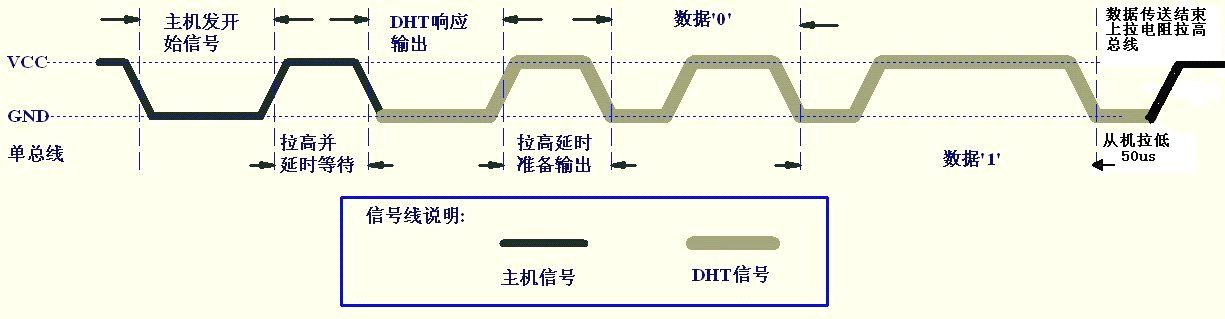 主机发开
始信号
DHT响应
输出
数据'0'
数据传送结束
上拉电阻拉高
总线
VCC
GND
单总线
拉高并
延时等待
拉高延时
准备输出
数据'1'
从机拉低
50us
信号线说明:
主机信号
DHT信号